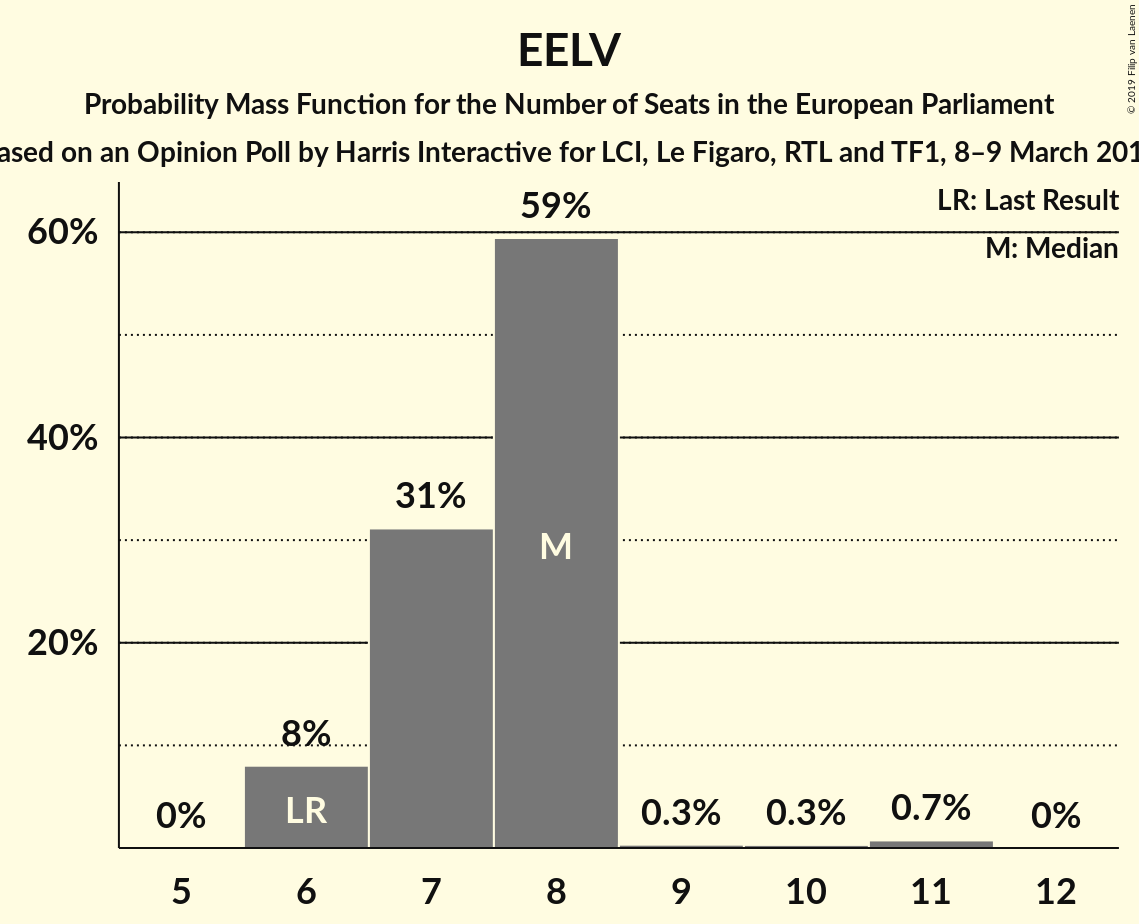 EELV
Probability Mass Function for the Number of Seats in the European Parliament
ased on an Opinion Poll by Harris Interactive for LCI, Le Figaro, RTL and TF1, 8–9 March 201
© 2019 Filip van Laenen
LR: Last Result
M: Median
60%
40%
20%
0%
8%
31%
59%
0.3%
0.3%
0.7%
0%
LR
M
5 6 7 8 9 10 11 12